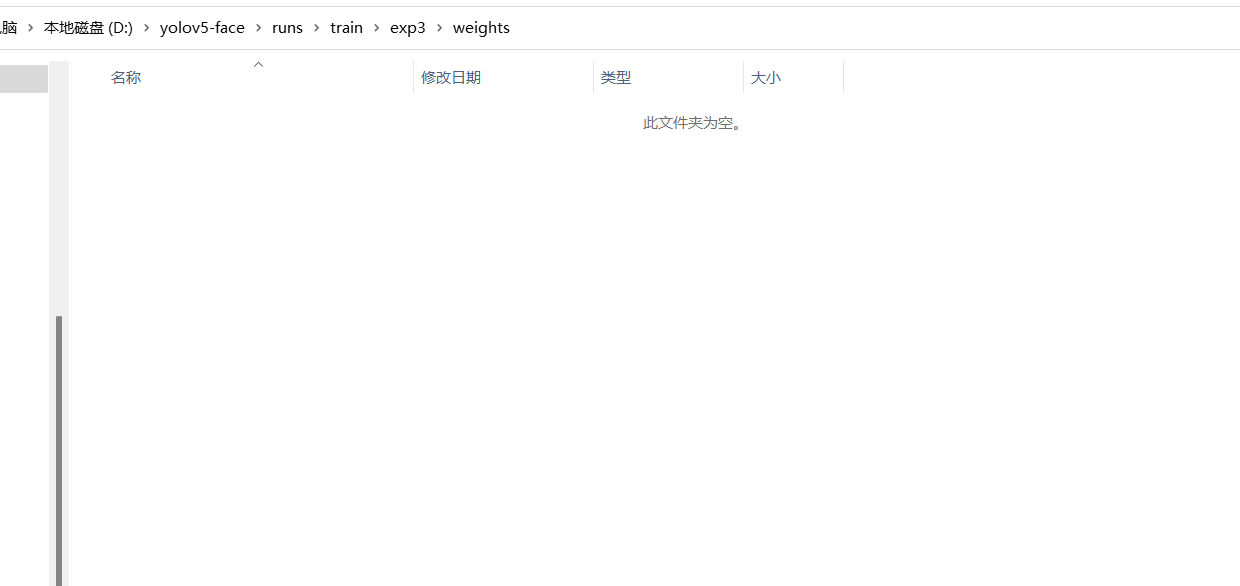 脑 › 本地磁盘 (D:) › yolov5-face › runs › train › exp3 › weights
名称 修改日期 类型 大小
此文件夹为空。